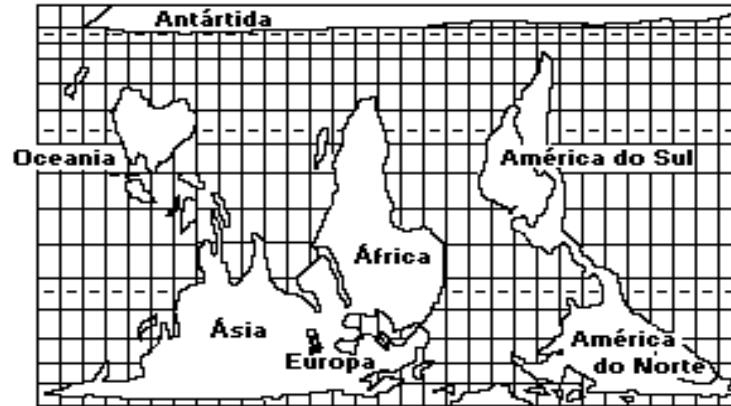 Antártida
Oceania
América do Sul
África
Ásia
Europa
América
do Norte